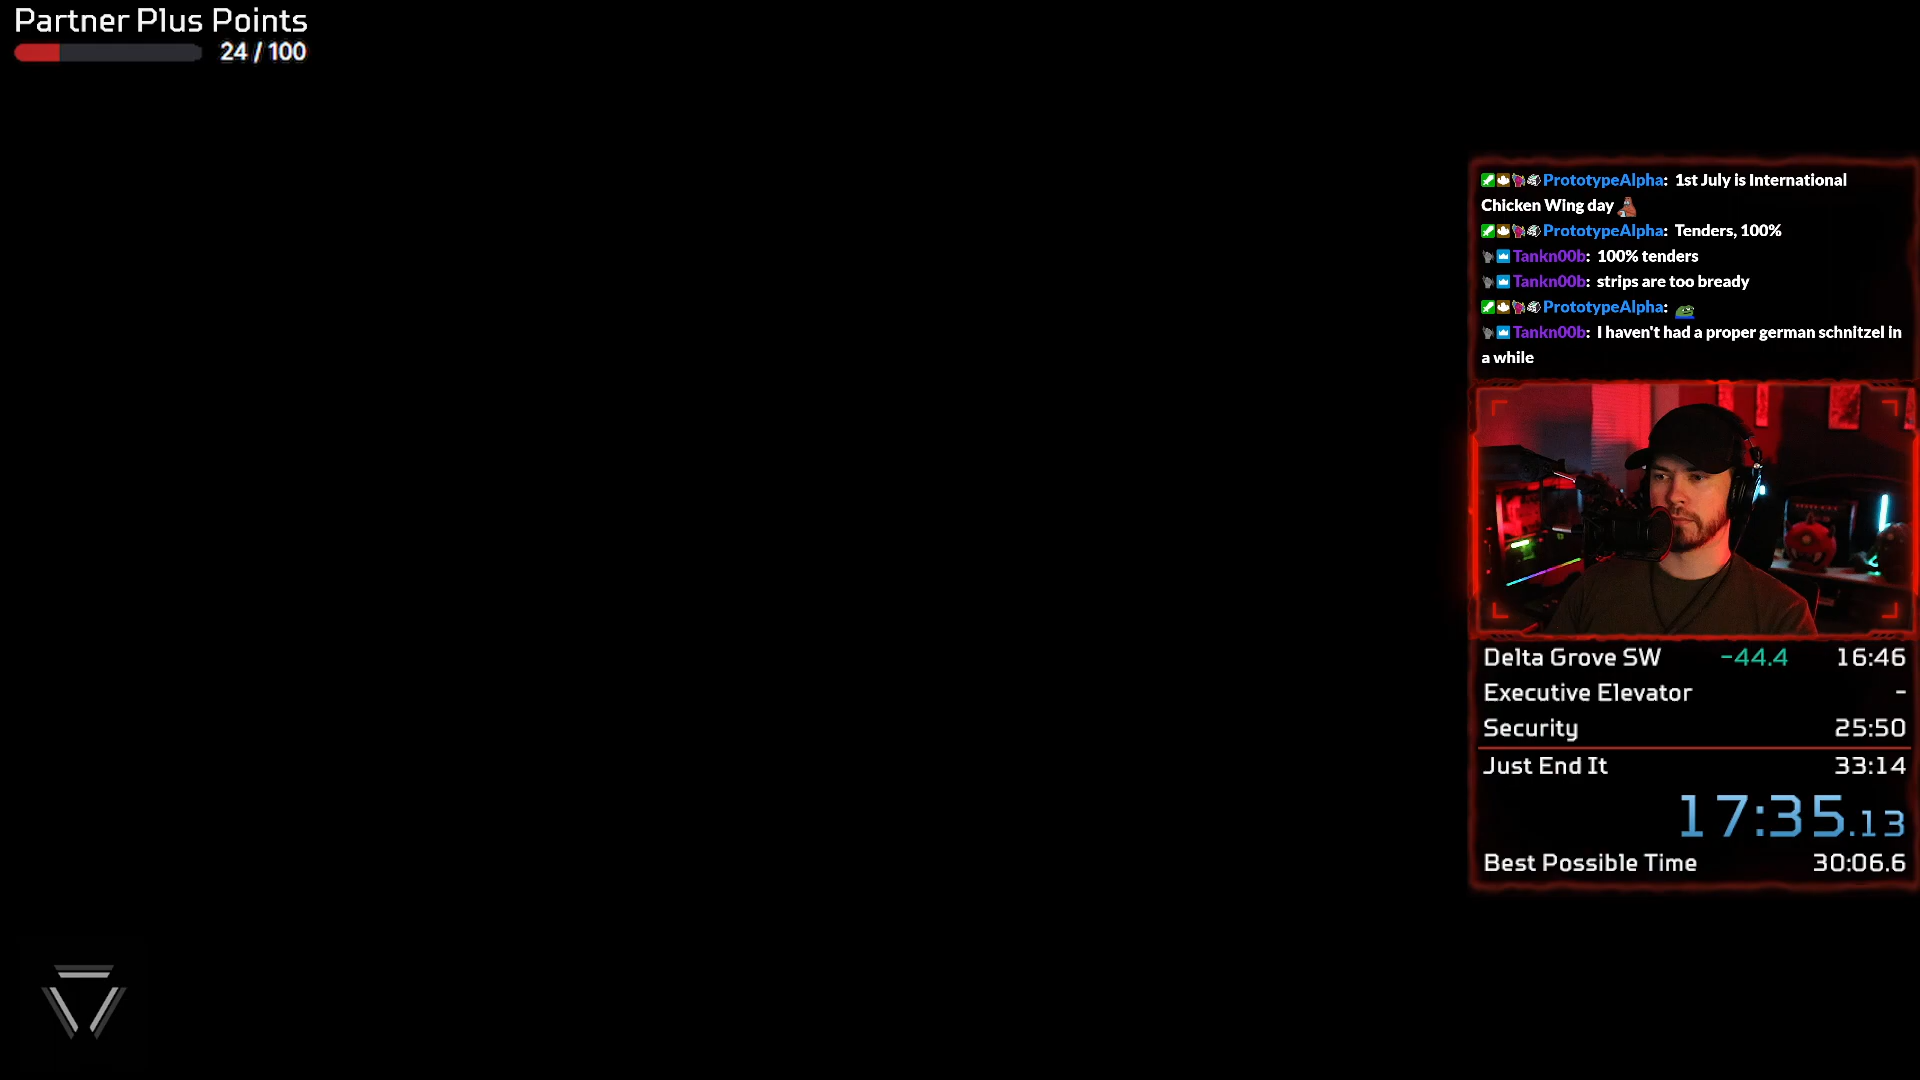 Partner Plus Points
24 / 100
PrototypeAlpha: 1st July is International
Chicken Wing day
PrototypeAlpha: Tenders, 100%
Tankn00b: 100% tenders
Tankn00b: strips are too bready
PrototypeAlpha:
Tankn00b: I haven't had a proper german schnitzel in
a while
Delta Grove SW -44.4 16:46
Executive Elevator -
Security 25:50
Just End It 33:14
17:35.13
Best Possible Time 30:06.6